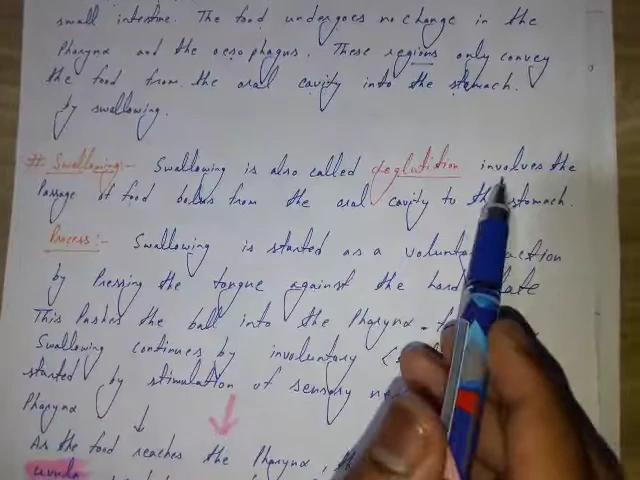 small intestine. The food undergoes no change in the
Pharynx and the oesophagus. These regions only convey
the food from the oral cavity into the stomach.
by swallowing.
# Swallowing:- Swallowing is also called deglutition involves the
Passage of food bolus from the oral cavity to the stomach.
Process:- Swallowing is started as a voluntary action
by Pressing the tongue against the hard
This Pushes the ball into the Pharynx.
Swallowing continues by involuntary
started by stimulation of sensory
Pharynx
As the food reaches the Pharynx,
uvula